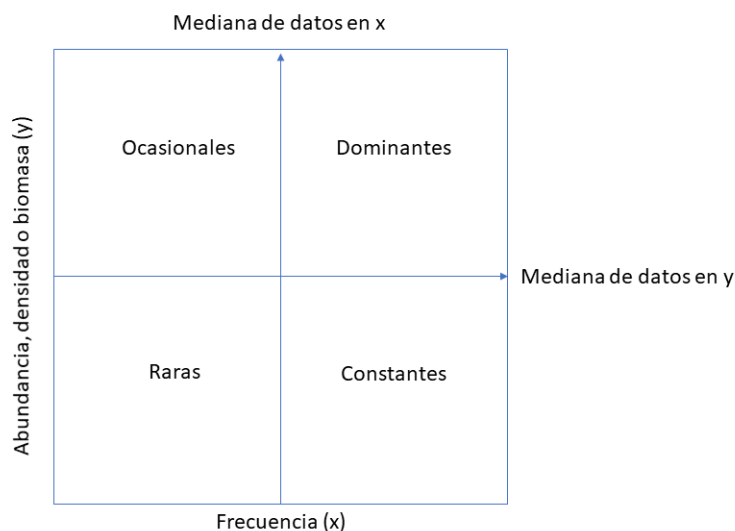 Mediana de datos en x
Abundancia, densidad o biomasa (y)
Ocasionales
Dominantes
Mediana de datos en y
Raras
Constantes
Frecuencia (x)